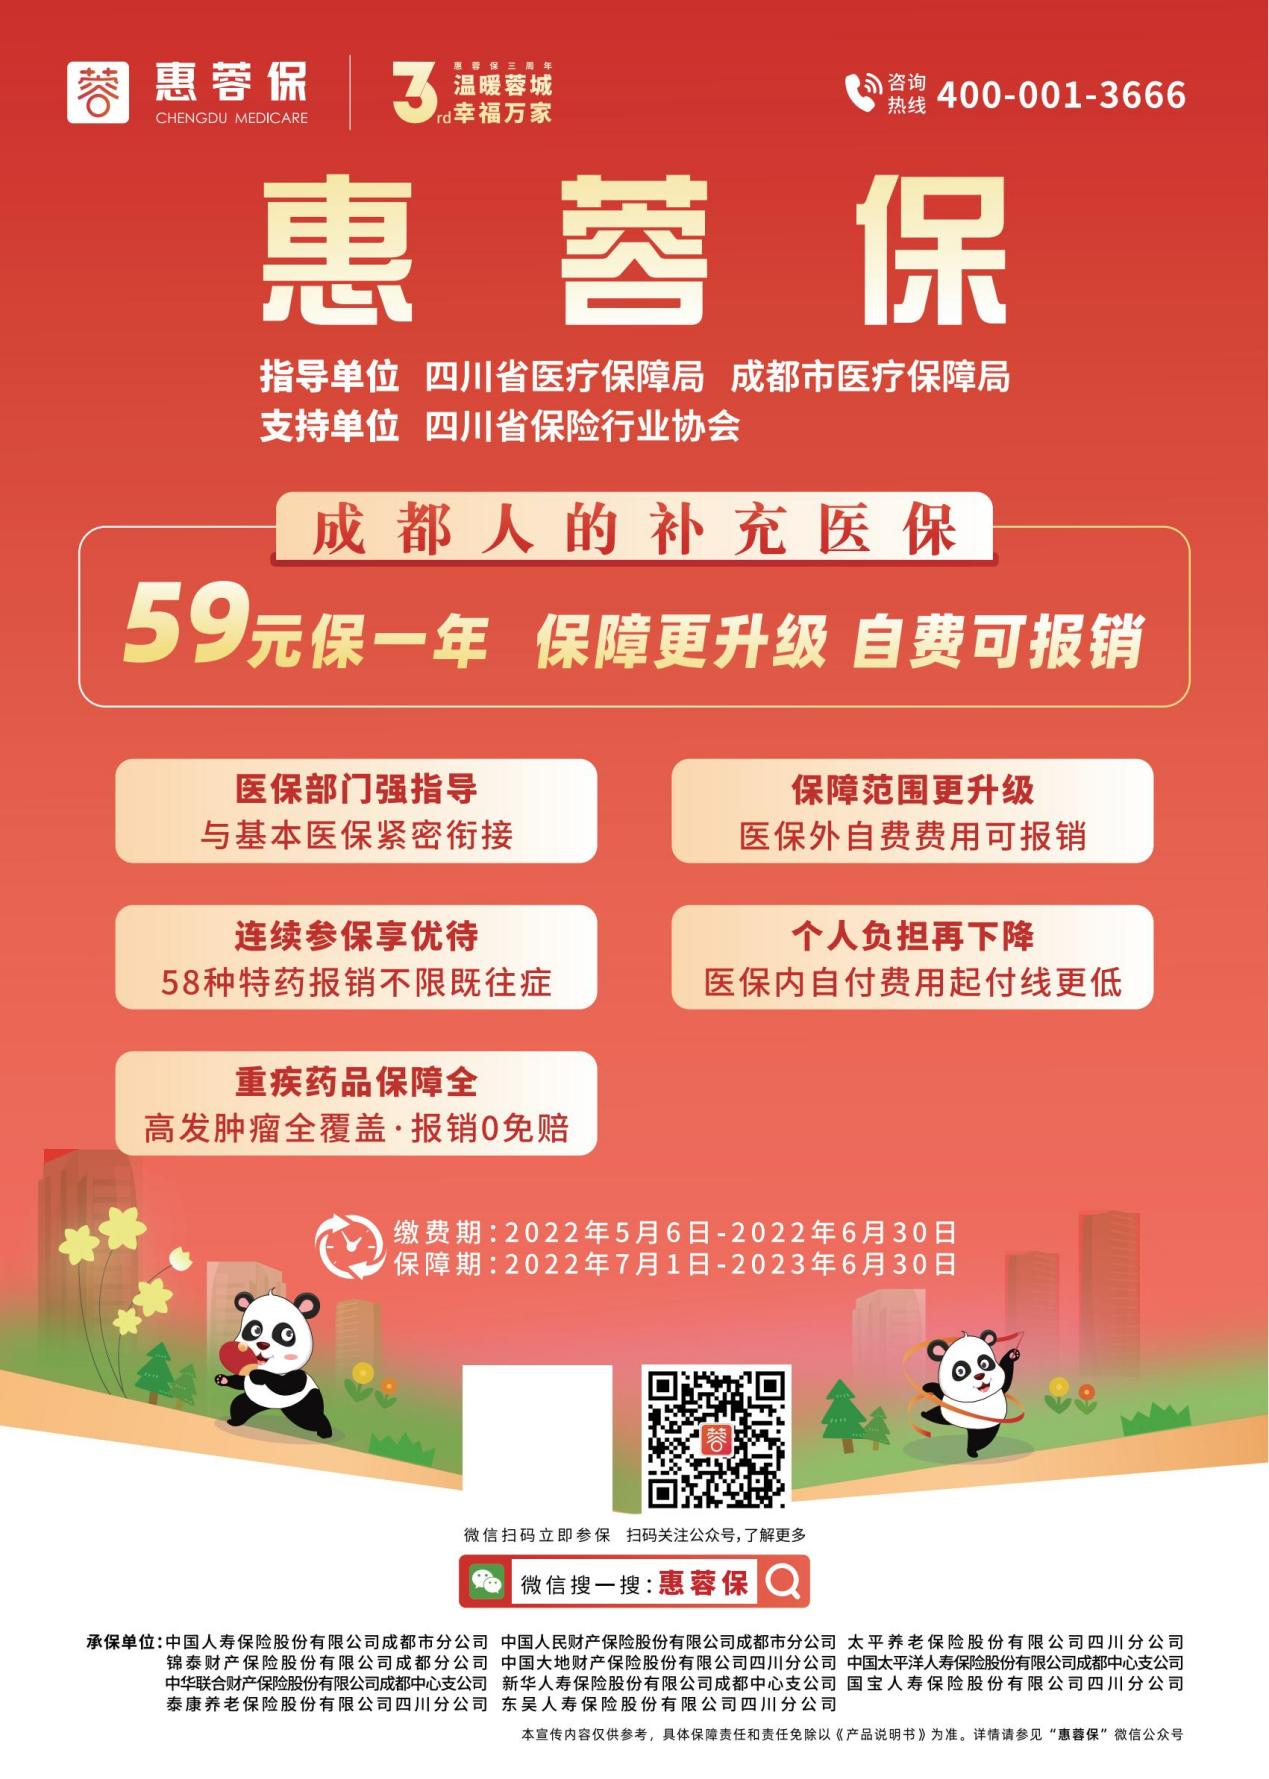 蓉 惠蓉保
CHENGDU MEDICARE
惠蓉保三周年
3rd 温暖蓉城
幸福万家
咨询热线 400-001-3666
惠蓉保
指导单位 四川省医疗保障局 成都市医疗保障局
支持单位 四川省保险行业协会
成都人的补充医保
59元保一年 保障更升级 自费可报销
医保部门强指导
与基本医保紧密衔接
保障范围更升级
医保外自费费用可报销
连续参保享优待
58种特药报销不限既往症
个人负担再下降
医保内自付费用起付线更低
重疾药品保障全
高发肿瘤全覆盖·报销0免赔
缴费期:2022年5月6日-2022年6月30日
保障期:2022年7月1日-2023年6月30日
蓉
微信扫码立即参保 扫码关注公众号,了解更多
微信搜一搜:惠蓉保
承保单位:中国人寿保险股份有限公司成都市分公司 中国人民财产保险股份有限公司成都市分公司 太平养老保险股份有限公司四川分公司
锦泰财产保险股份有限公司成都分公司 中国大地财产保险股份有限公司四川分公司 中国太平洋人寿保险股份有限公司成都中心支公司
中华联合财产保险股份有限公司成都中心支公司 新华人寿保险股份有限公司成都中心支公司 国宝人寿保险股份有限公司四川分公司
泰康养老保险股份有限公司四川分公司 东吴人寿保险股份有限公司四川分公司
本宣传内容仅供参考，具体保障责任和责任免除以《产品说明书》为准。详情请参见“惠蓉保”微信公众号